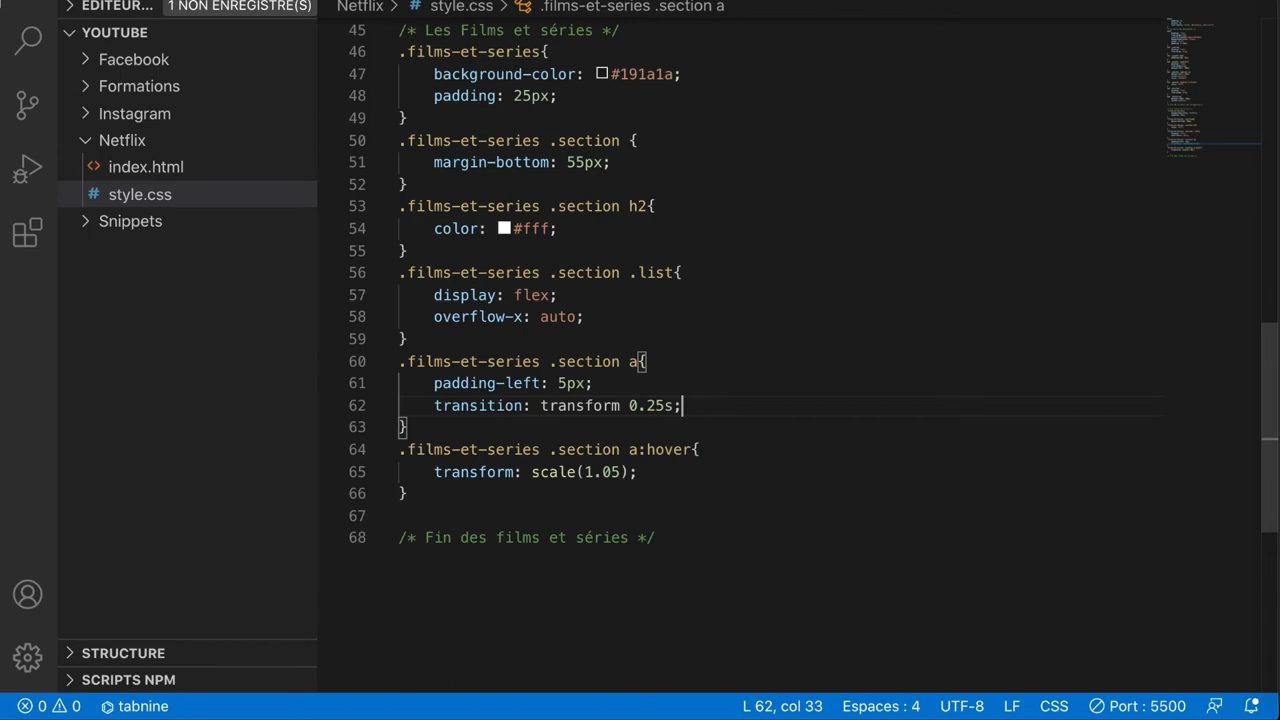 EDITEUR... 1 NON ENREGISTRÉ(S)
Netflix > # style.css > .films-et-series .section a
YOUTUBE
Facebook
Formations
Instagram
Netflix
<> index.html
# style.css
Snippets
45 /* Les Films et séries */
46 .films-et-series{
47 background-color: #191a1a;
48 padding: 25px;
49 }
50 .films-et-series .section {
51 margin-bottom: 55px;
52 }
53 .films-et-series .section h2{
54 color: #fff;
55 }
56 .films-et-series .section .list{
57 display: flex;
58 overflow-x: auto;
59 }
60 .films-et-series .section a{
61 padding-left: 5px;
62 transition: transform 0.25s;
63 }
64 .films-et-series .section a:hover{
65 transform: scale(1.05);
66 }
67
68 /* Fin des films et séries */
STRUCTURE
SCRIPTS NPM
0 0 tabnine L 62, col 33 Espaces : 4 UTF-8 LF CSS Port : 5500